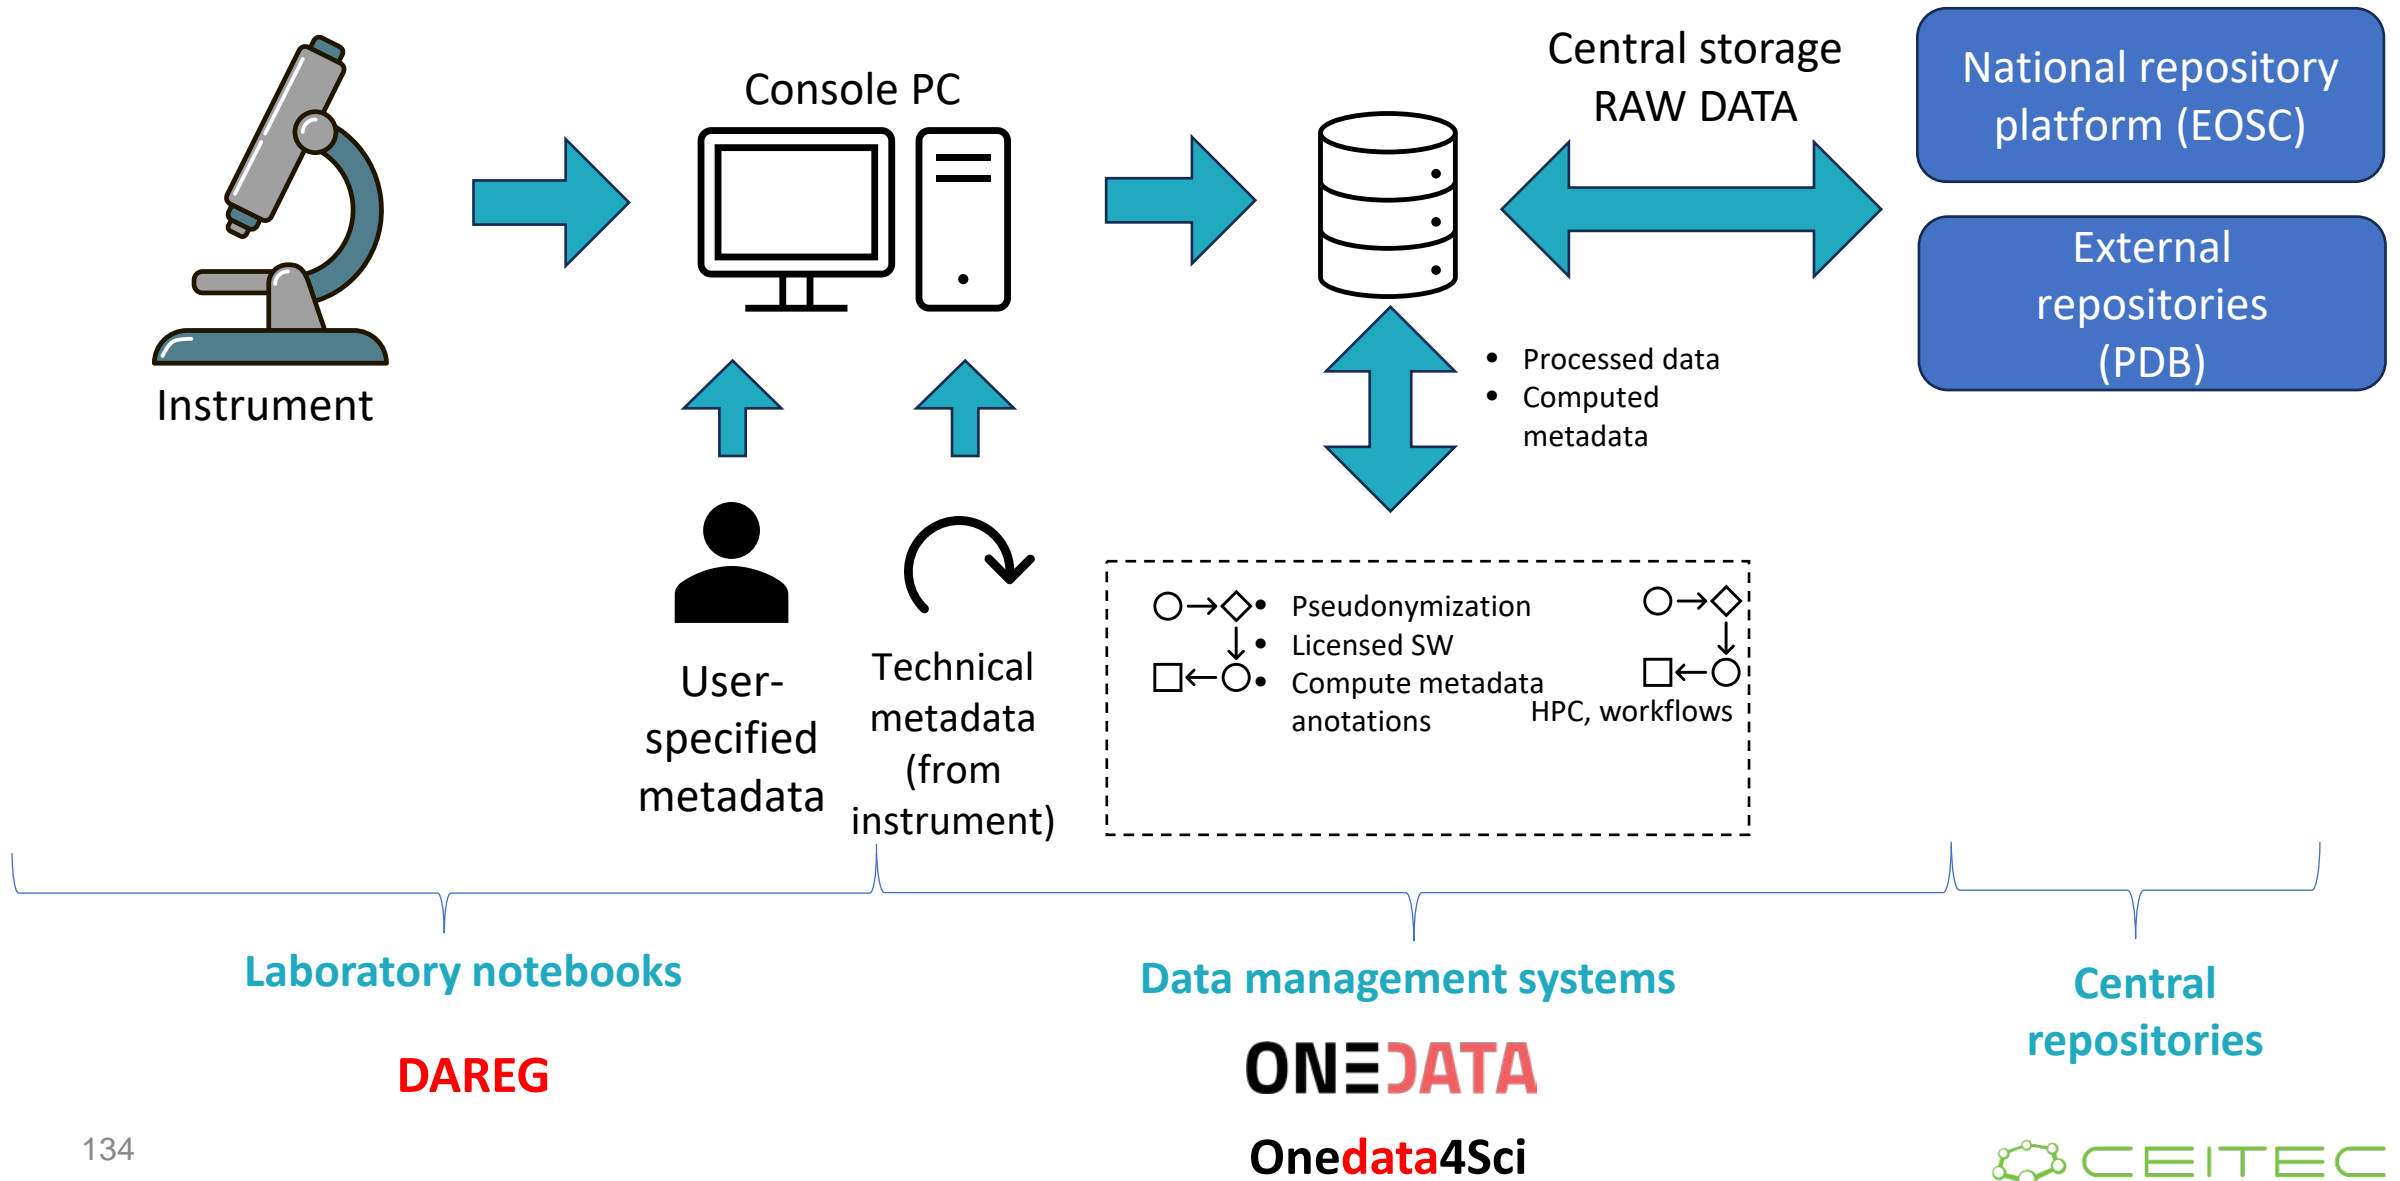 Instrument
Console PC
Central storage
RAW DATA
National repository
platform (EOSC)
External
repositories
(PDB)
• Processed data
• Computed
metadata
User-
specified
metadata
Technical
metadata
(from
instrument)
• Pseudonymization
• Licensed SW
• Compute metadata
anotations
HPC, workflows
Laboratory notebooks
DAREG
Data management systems
ONEDATA
Onedata4Sci
Central
repositories
134
CEITEC